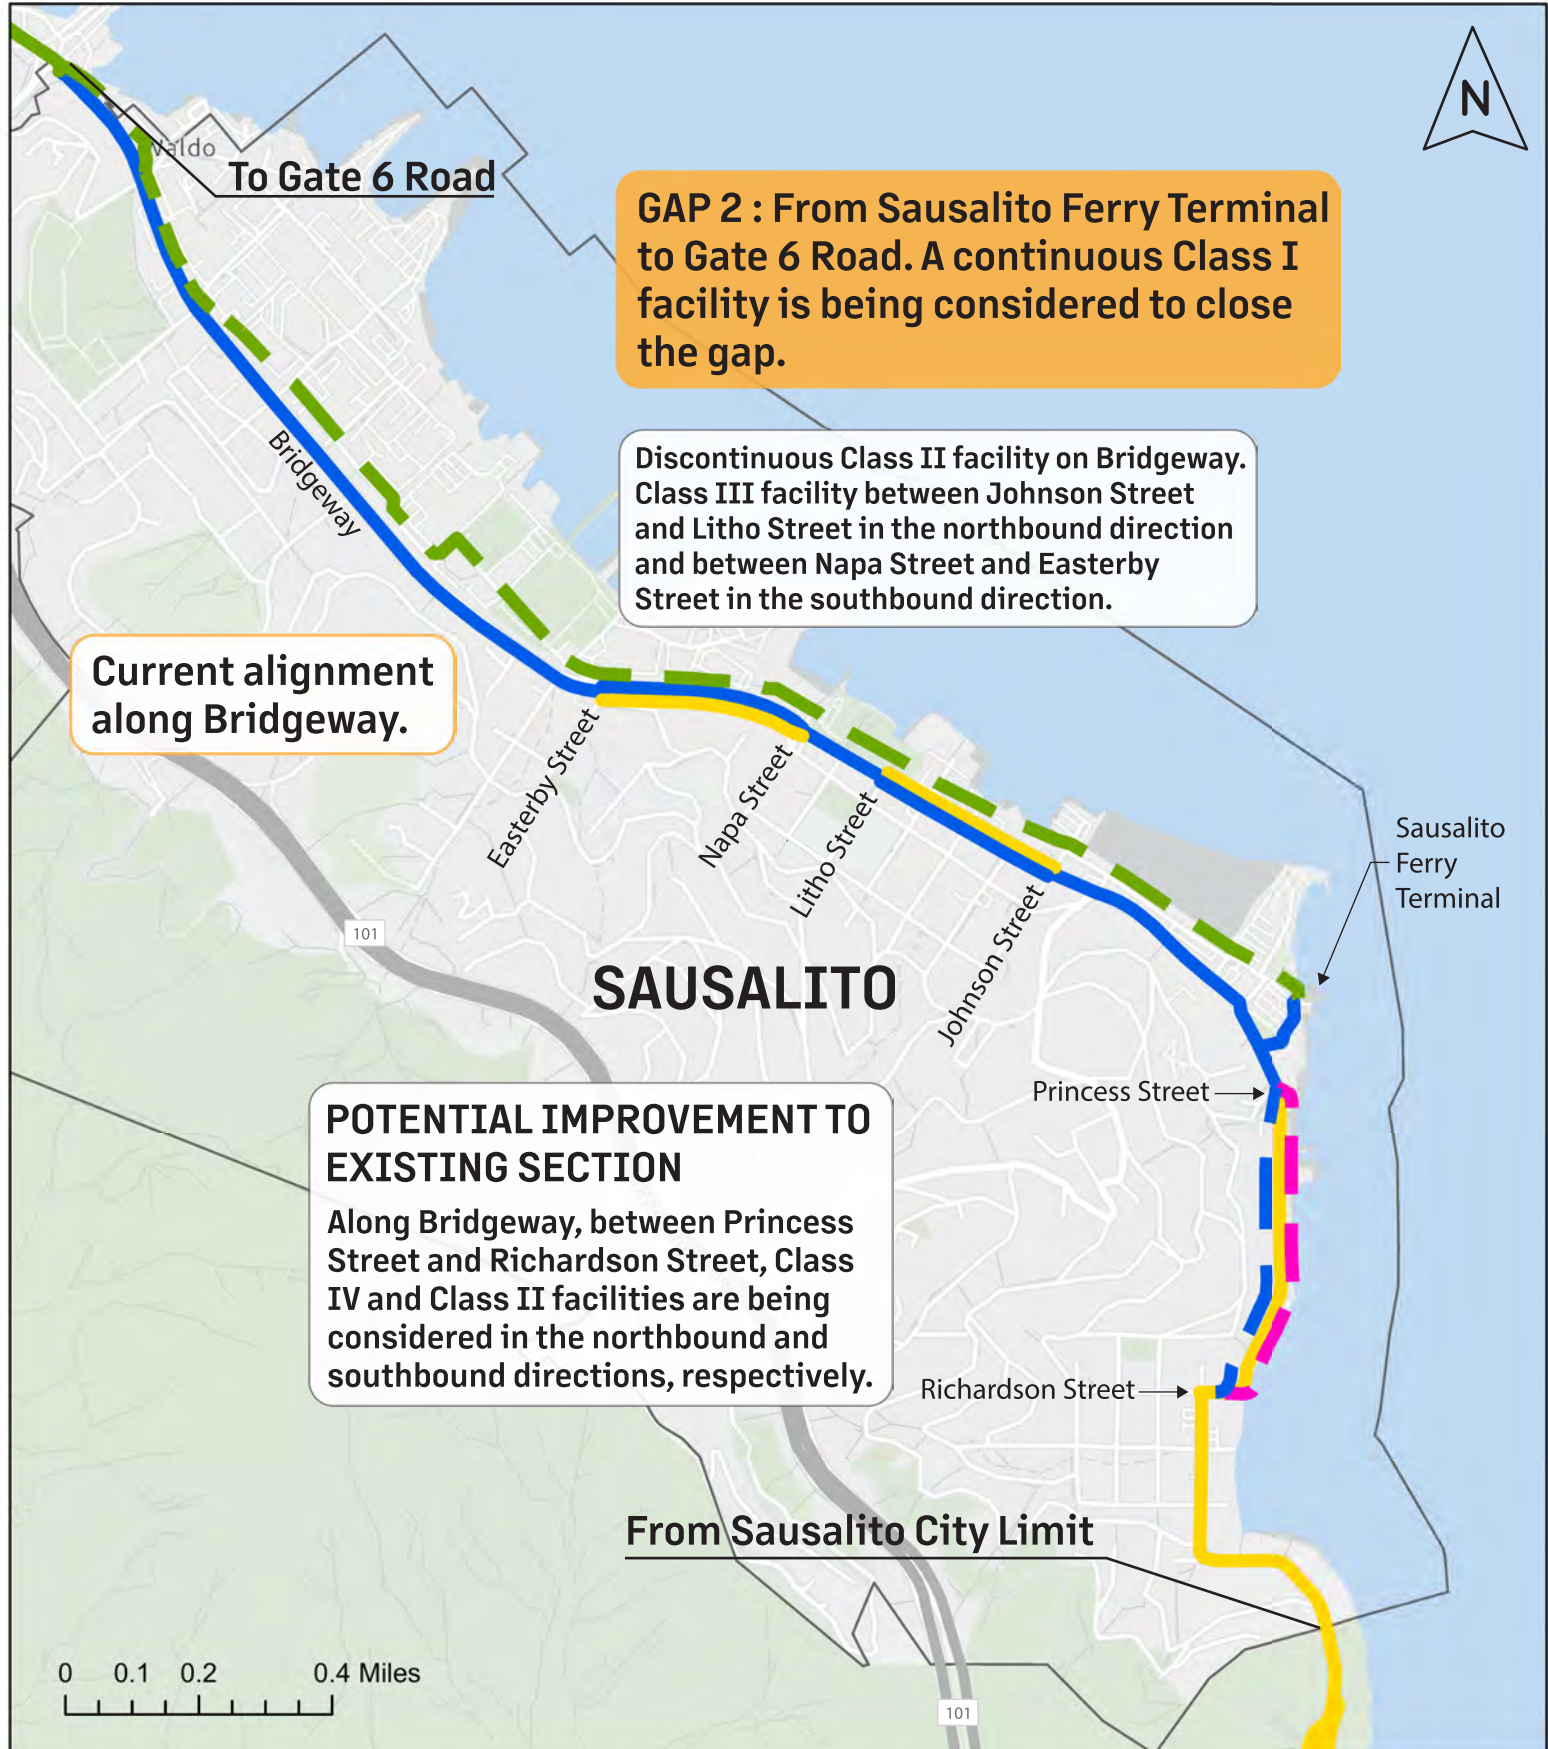 N
Valdo
To Gate 6 Road
GAP 2 : From Sausalito Ferry Terminal
to Gate 6 Road. A continuous Class I
facility is being considered to close
the gap.
Bridgeway
Discontinuous Class II facility on Bridgeway.
Class III facility between Johnson Street
and Litho Street in the northbound direction
and between Napa Street and Easterby
Street in the southbound direction.
Current alignment
along Bridgeway.
Easterby Street
Napa Street
Litho Street
Johnson Street
Sausalito
Ferry
Terminal
101
SAUSALITO
Princess Street
POTENTIAL IMPROVEMENT TO
EXISTING SECTION
Along Bridgeway, between Princess
Street and Richardson Street, Class
IV and Class II facilities are being
considered in the northbound and
southbound directions, respectively.
Richardson Street
From Sausalito City Limit
0 0.1 0.2 0.4 Miles
101